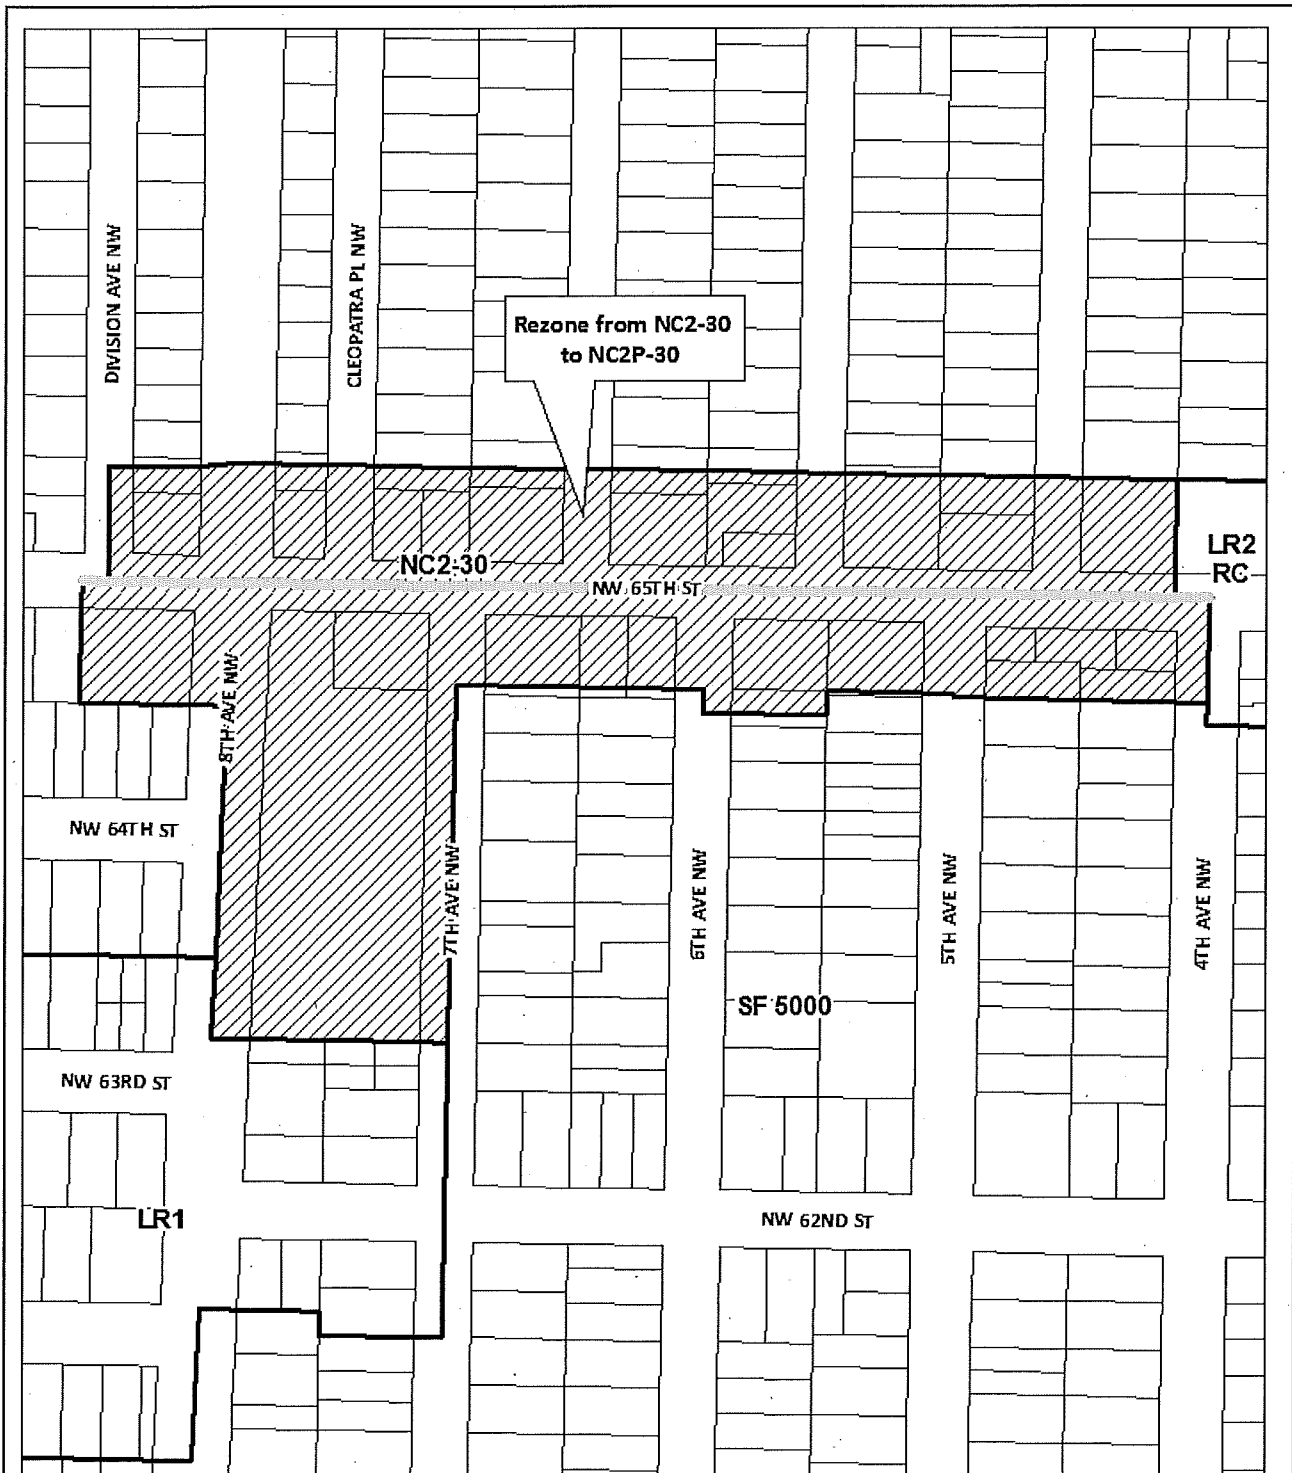 DIVISION AVE NW
CLEOPATRA PL NW
Rezone from NC2-30
to NC2P-30
NC2-30
NW 65TH ST
LR2
RC
8TH AVE NW
NW 64TH ST
7TH AVE NW
6TH AVE NW
5TH AVE NW
4TH AVE NW
SF 5000
NW 63RD ST
LR1
NW 62ND ST